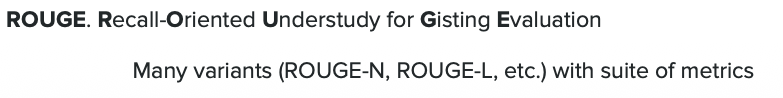 ROUGE. Recall-Oriented Understudy for Gisting Evaluation
Many variants (ROUGE-N, ROUGE-L, etc.) with suite of metrics